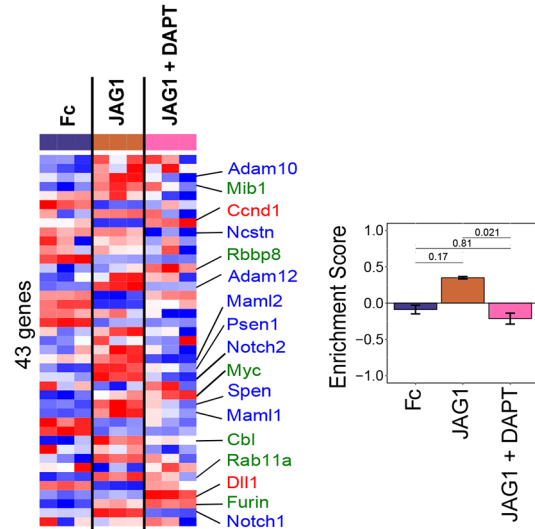 Fc
JAG1
JAG1 + DAPT
43 genes
Adam10
Mib1
Ccnd1
Ncstn
Rbbp8
Adam12
Maml2
Psen1
Notch2
Myc
Spen
Maml1
Cbl
Rab11a
Dll1
Furin
Notch1
Enrichment Score
1.0
0.5
0.0
−0.5
−1.0
0.021
0.81
0.17
Fc
JAG1
JAG1 + DAPT